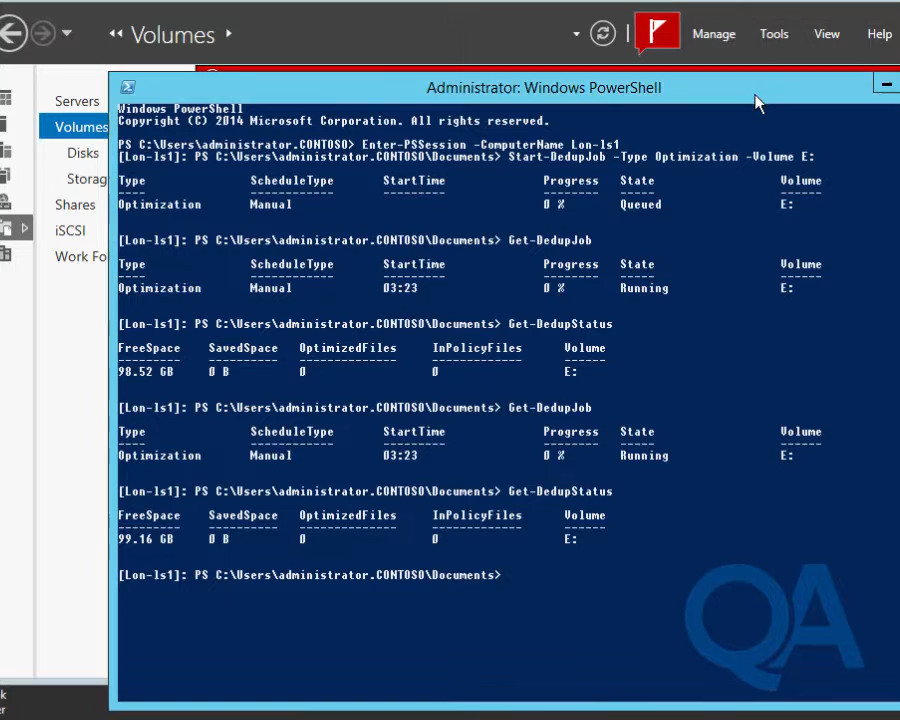 Volumes
Manage Tools View Help
Servers
Volumes
Disks
Storag
Shares
iSCSI
Work Fo
Administrator: Windows PowerShell
Windows PowerShell
Copyright (C) 2014 Microsoft Corporation. All rights reserved.
PS C:\Users\administrator.CONTOSO> Enter-PSSession -ComputerName Lon-ls1
[Lon-ls1]: PS C:\Users\administrator.CONTOSO\Documents> Start-DedupJob -Type Optimization -Volume E:
Type ScheduleType StartTime Progress State Volume
---- ------------ --------- -------- ----- ------
Optimization Manual 0 % Queued E:
[Lon-ls1]: PS C:\Users\administrator.CONTOSO\Documents> Get-DedupJob
Type ScheduleType StartTime Progress State Volume
---- ------------ --------- -------- ----- ------
Optimization Manual 03:23 0 % Running E:
[Lon-ls1]: PS C:\Users\administrator.CONTOSO\Documents> Get-DedupStatus
FreeSpace SavedSpace OptimizedFiles InPolicyFiles Volume
--------- ---------- -------------- ------------- ------
98.52 GB 0 B 0 0 E:
[Lon-ls1]: PS C:\Users\administrator.CONTOSO\Documents> Get-DedupJob
Type ScheduleType StartTime Progress State Volume
---- ------------ --------- -------- ----- ------
Optimization Manual 03:23 0 % Running E:
[Lon-ls1]: PS C:\Users\administrator.CONTOSO\Documents> Get-DedupStatus
FreeSpace SavedSpace OptimizedFiles InPolicyFiles Volume
--------- ---------- -------------- ------------- ------
99.16 GB 0 B 0 0 E:
[Lon-ls1]: PS C:\Users\administrator.CONTOSO\Documents>
QA